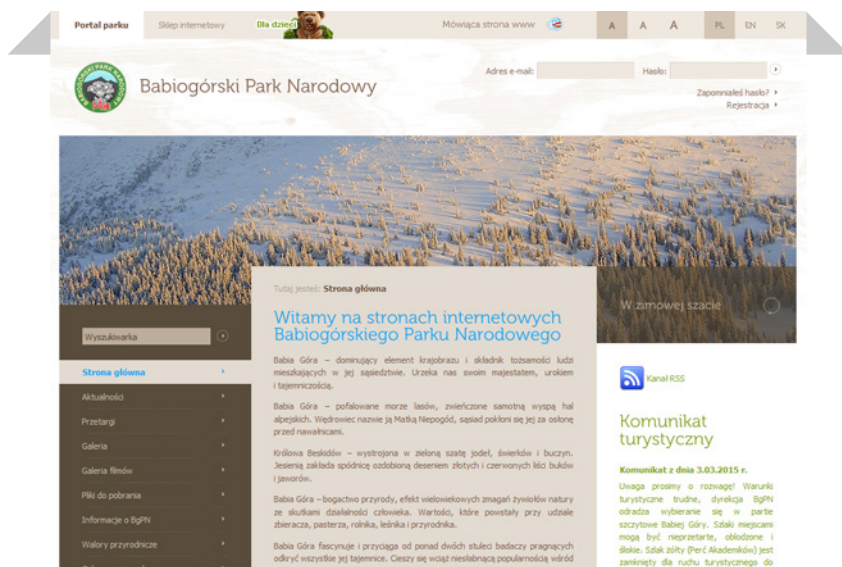 Portal parku
Sklep internetowy
Dla dzieci
Mówiąca strona www
A A A
PL EN SK
BABIOGÓRSKI PARK NARODOWY
Babiogórski Park Narodowy
Adres e-mail:
Hasło:
Zapomniałeś hasło?
Rejestracja
Tutaj jesteś: Strona główna
W zimowej szacie
Wyszukiwarka
Strona główna
Aktualności
Przetargi
Galeria
Galeria filmów
Pliki do pobrania
Informacje o BgPN
Walory przyrodnicze
Witamy na stronach internetowych
Babiogórskiego Parku Narodowego
Babia Góra – dominujący element krajobrazu i składnik tożsamości ludzi
mieszkających w jej sąsiedztwie. Urzeka nas swoim majestatem, urokiem
i tajemniczością.
Babia Góra – pofalowane morze lasów, zwieńczone samotną wyspą hal
alpejskich. Wędrowiec nazwie ją Matką Niepogód, sąsiad pokłoni się jej za osłonę
przed nawałnicami.
Królowa Beskidów – wystrojona w zieloną szatę jodeł, świerków i buczyn.
Jesienią zakłada spódnicę ozdobioną deseniem złotych i czerwonych liści buków
i jaworów.
Babia Góra – bogactwo przyrody, efekt wielowiekowych zmagań żywiołów natury
ze skutkami działalności człowieka. Wartości, które powstały przy udziale
zbieracza, pasterza, rolnika, leśnika i przyrodnika.
Babia Góra fascynuje i przyciąga od ponad dwóch stuleci badaczy pragnących
odkryć wszystkie jej tajemnice. Cieszy się wciąż niesłabnącą popularnością wśród
Kanał RSS
Komunikat
turystyczny
Komunikat z dnia 3.03.2015 r.
Uwaga prosimy o rozwagę! Warunki
turystyczne trudne, dyrekcja BgPN
odradza wybieranie się w partie
szczytowe Babiej Góry. Szlaki miejscami
mogą być nieprzetarte, oblodzone i
śliskie. Szlak żółty (Perć Akademików) jest
zamknięty dla ruchu turystycznego do